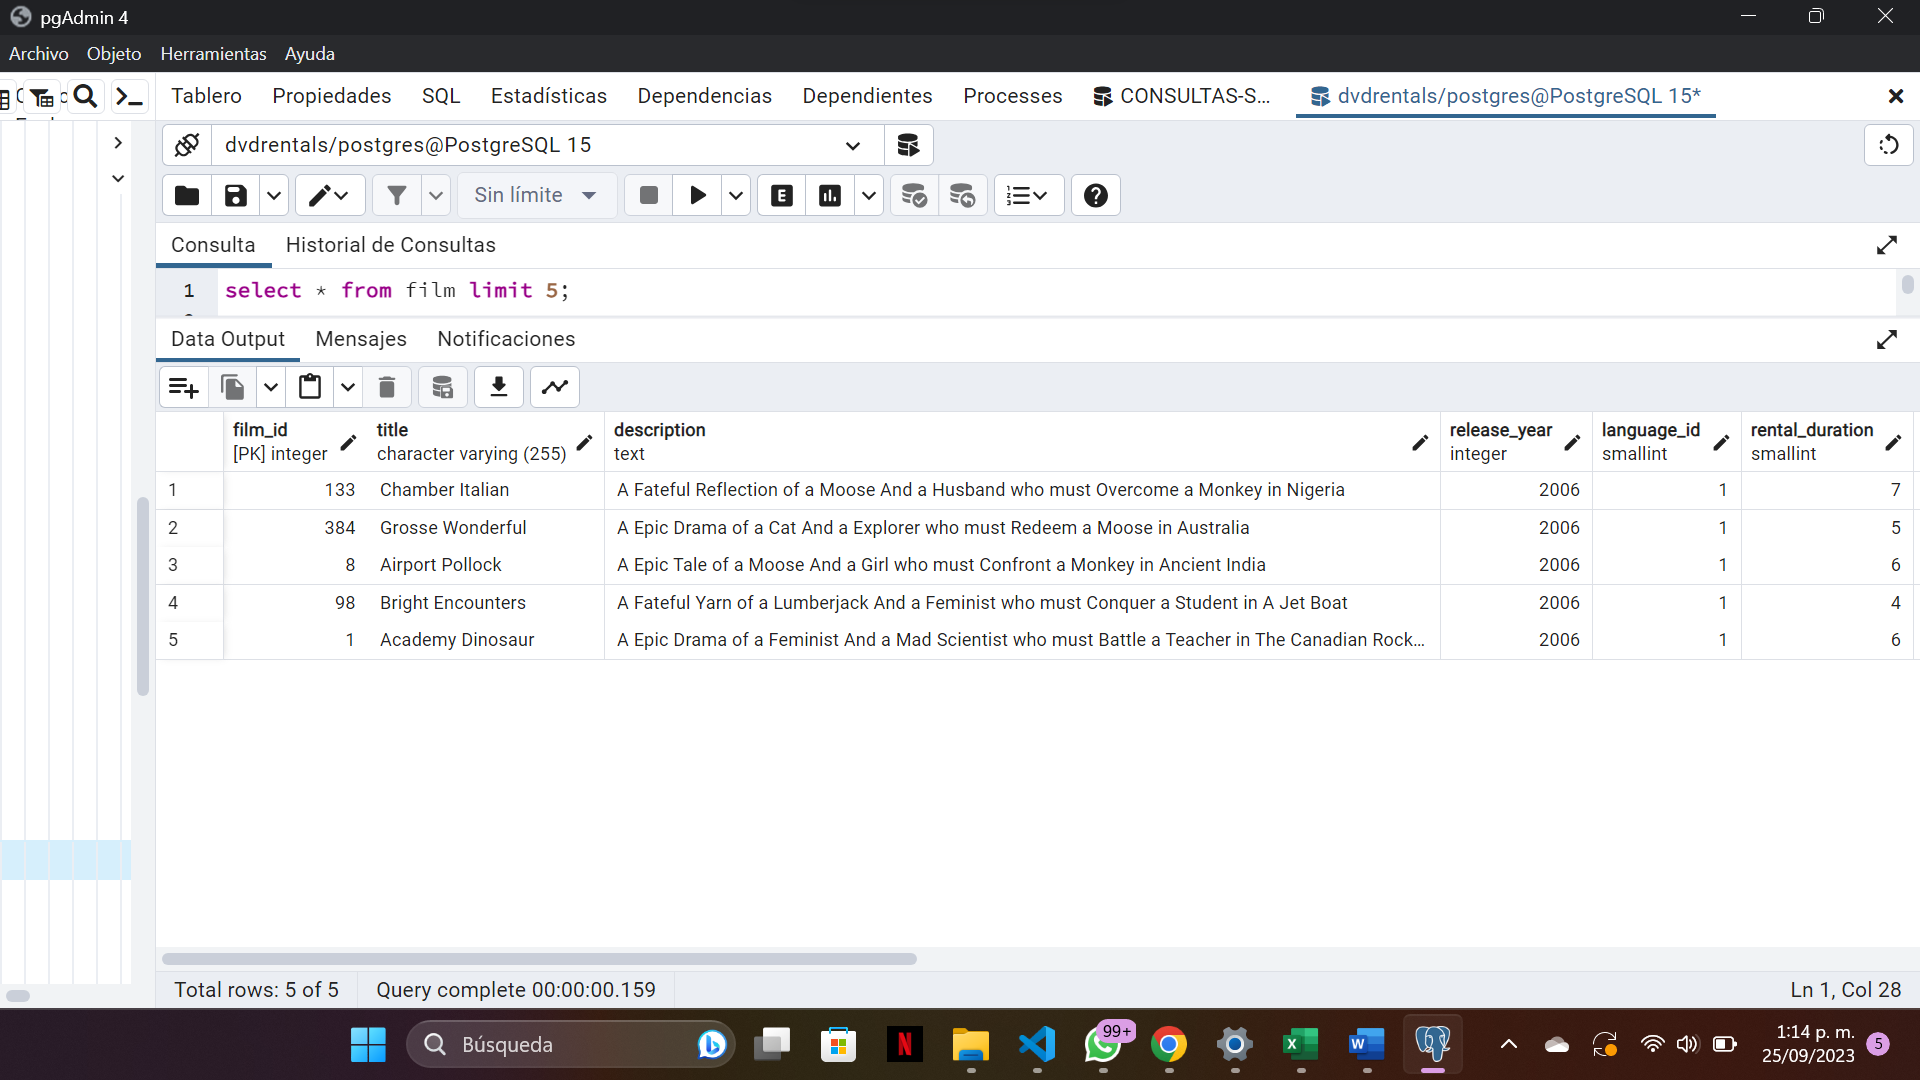 pgAdmin 4
Archivo Objeto Herramientas Ayuda
Tablero Propiedades SQL Estadísticas Dependencias Dependientes Processes CONSULTAS-S... dvdrentals/postgres@PostgreSQL 15*
dvdrentals/postgres@PostgreSQL 15
Sin límite
Consulta Historial de Consultas
1 select * from film limit 5;
Data Output Mensajes Notificaciones
film_id title description release_year language_id rental_duration
[PK] integer character varying (255) text integer smallint smallint
1 133 Chamber Italian A Fateful Reflection of a Moose And a Husband who must Overcome a Monkey in Nigeria 2006 1 7
2 384 Grosse Wonderful A Epic Drama of a Cat And a Explorer who must Redeem a Moose in Australia 2006 1 5
3 8 Airport Pollock A Epic Tale of a Moose And a Girl who must Confront a Monkey in Ancient India 2006 1 6
4 98 Bright Encounters A Fateful Yarn of a Lumberjack And a Feminist who must Conquer a Student in A Jet Boat 2006 1 4
5 1 Academy Dinosaur A Epic Drama of a Feminist And a Mad Scientist who must Battle a Teacher in The Canadian Rock... 2006 1 6
Total rows: 5 of 5 Query complete 00:00:00.159 Ln 1, Col 28
Búsqueda 99+ 1:14 p. m.
25/09/2023 5